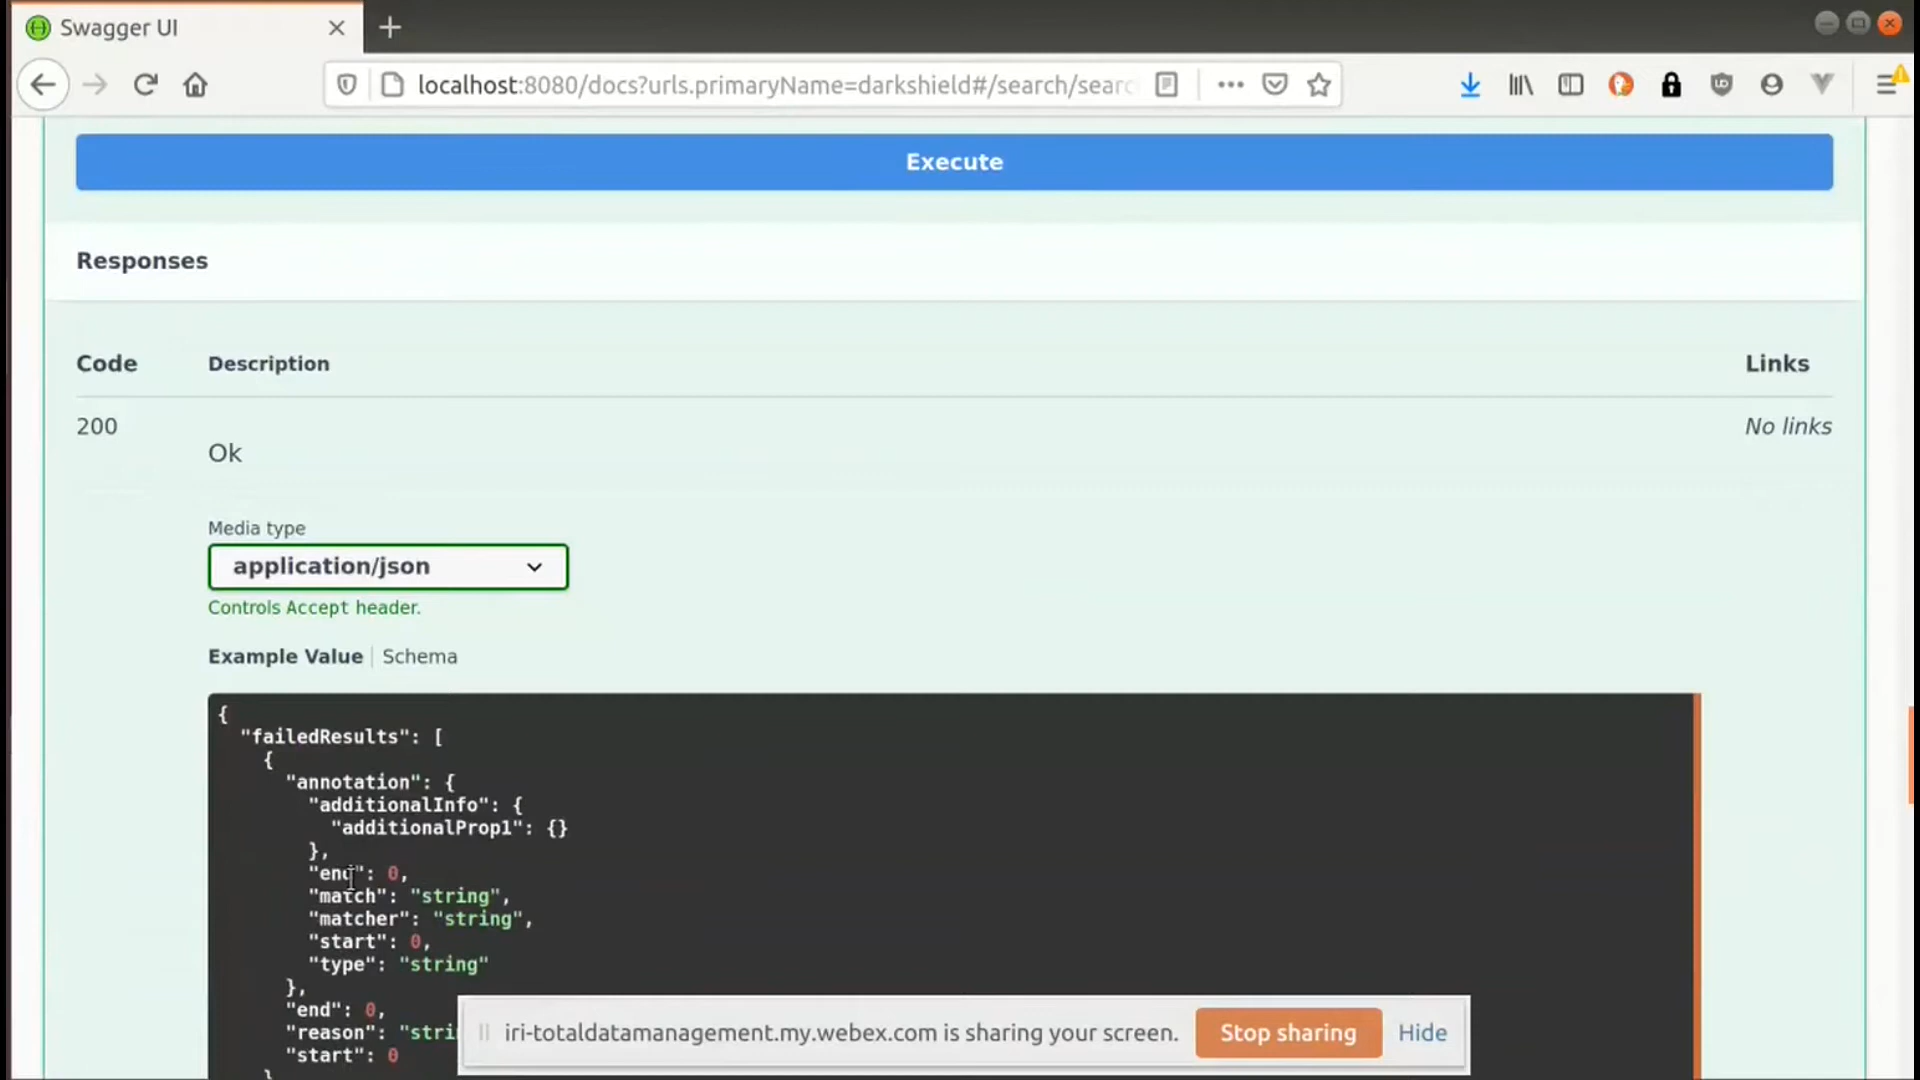 Swagger UI
localhost:8080/docs?urls.primaryName=darkshield#/search/searc
Execute
Responses
Code Description Links
200 No links
Ok
Media type
application/json
Controls Accept header.
Example Value | Schema
{
"failedResults": [
{
"annotation": {
"additionalInfo": {
"additionalProp1": {}
},
"end": 0,
"match": "string",
"matcher": "string",
"start": 0,
"type": "string"
},
"end": 0,
"reason": "stri
"start": 0
iri-totaldatamanagement.my.webex.com is sharing your screen. Stop sharing Hide